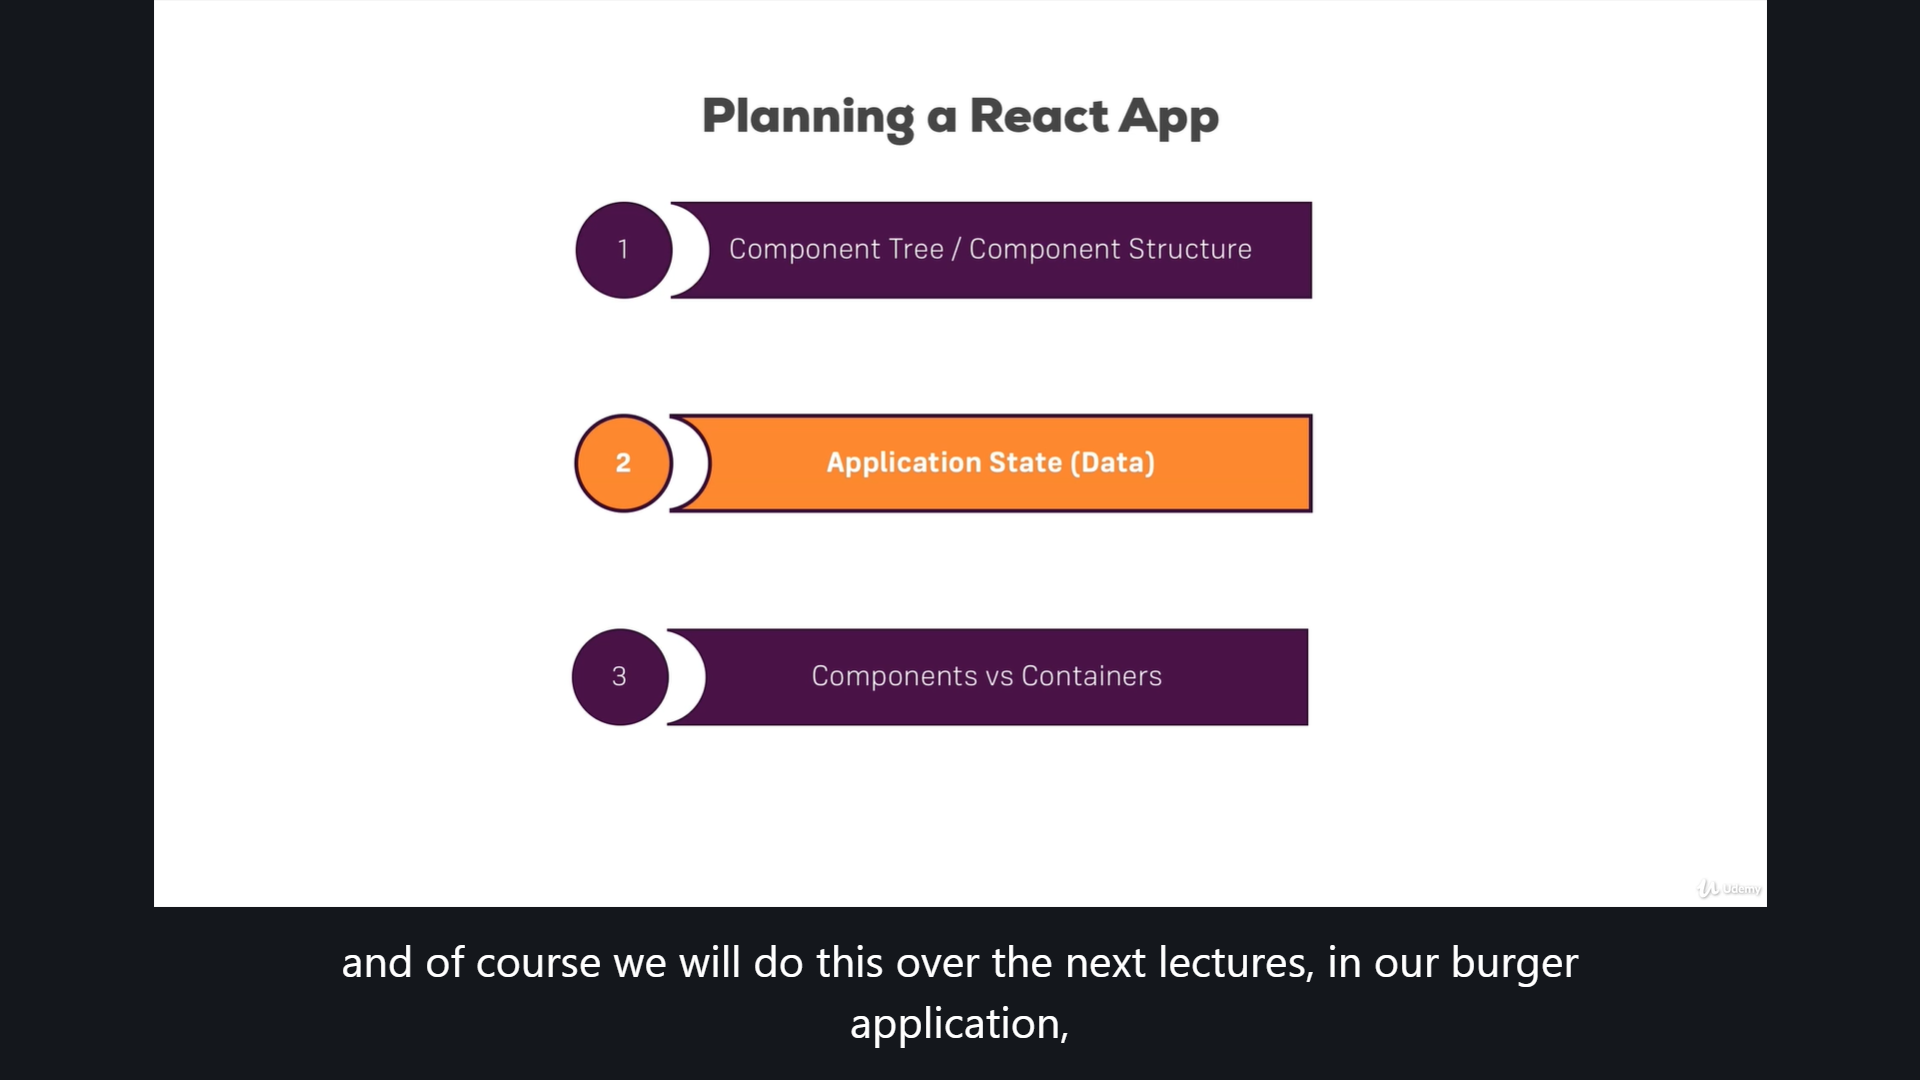 Planning a React App
1
Component Tree / Component Structure
2
Application State (Data)
3
Components vs Containers
Udemy
and of course we will do this over the next lectures, in our burger
application,